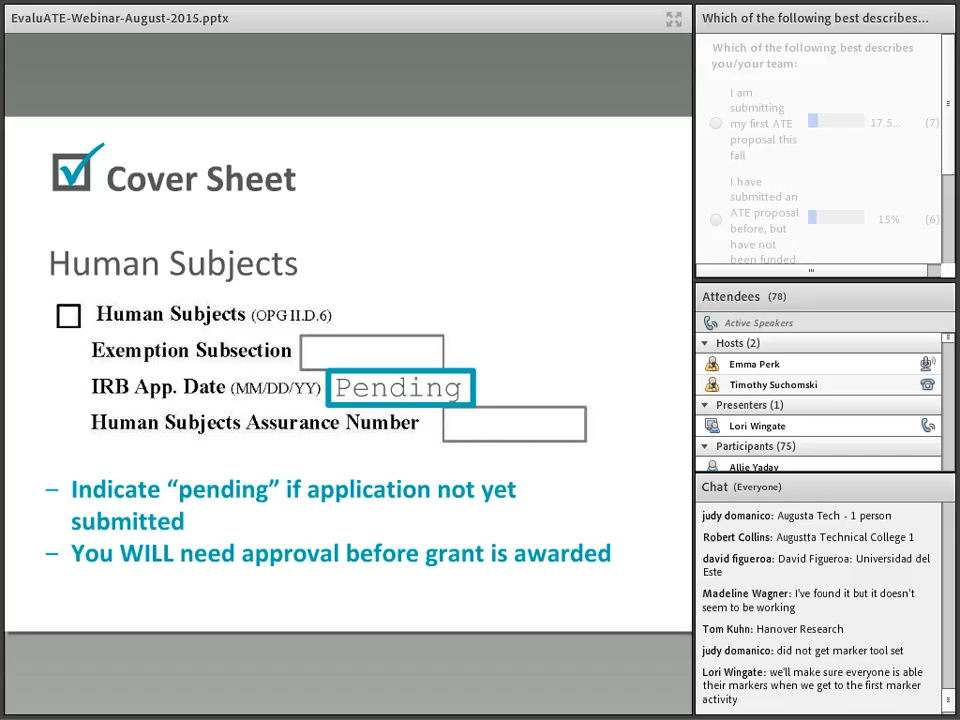 EvaluATE-Webinar-August-2015.pptx
Cover Sheet
Human Subjects
Human Subjects (OPG II.D.6)
Exemption Subsection
IRB App. Date (MM/DD/YY) Pending
Human Subjects Assurance Number
– Indicate “pending” if application not yet
submitted
– You WILL need approval before grant is awarded
Which of the following best describes...
Which of the following best describes
you/your team:
I am
submitting
my first ATE
proposal this
fall
17.5... (7)
I have
submitted an
ATE proposal
before, but
have not
been funded
15% (6)
Attendees (78)
Active Speakers
Hosts (2)
Emma Perk
Timothy Suchomski
Presenters (1)
Lori Wingate
Participants (75)
Allie Yaday
Chat (Everyone)
judy domanico: Augusta Tech - 1 person
Robert Collins: Augustta Technical College 1
david figueroa: David Figueroa: Universidad del
Este
Madeline Wagner: I've found it but it doesn't
seem to be working
Tom Kuhn: Hanover Research
judy domanico: did not get marker tool set
Lori Wingate: we'll make sure everyone is able
their markers when we get to the first marker
activity